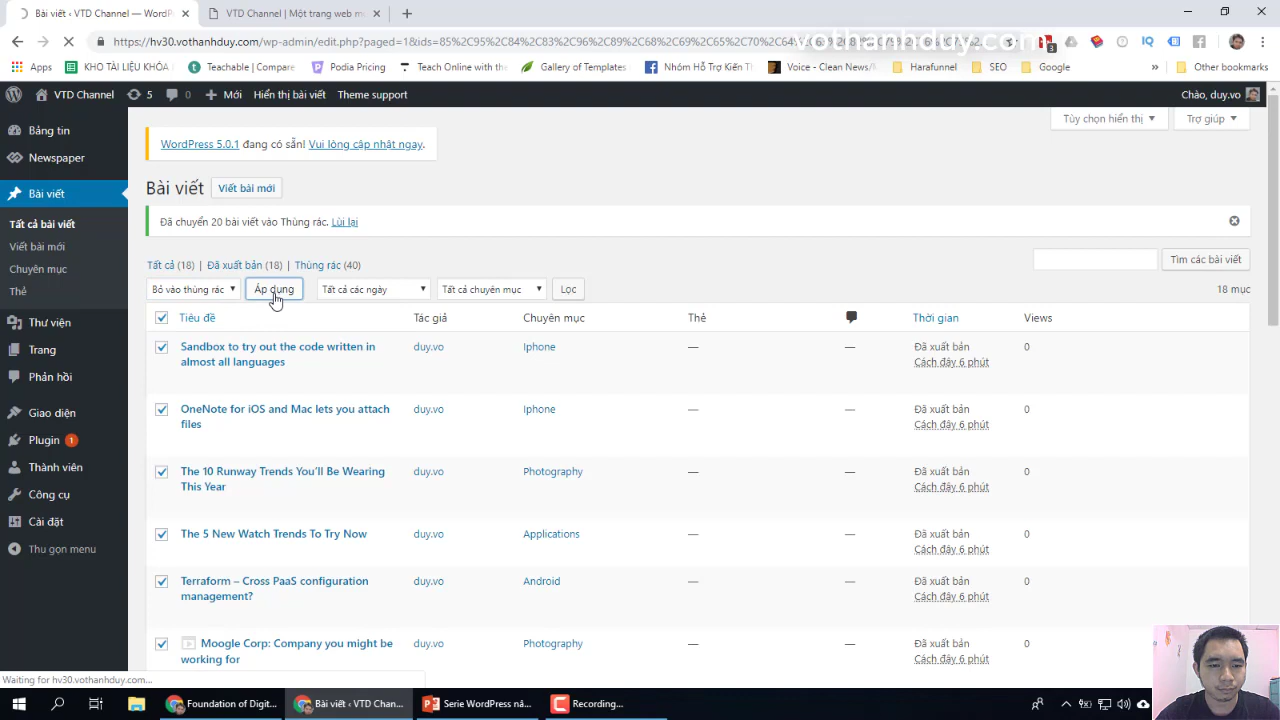 Bài viết ‹ VTD Channel — WordP
VTD Channel | Một trang web m
https://hv30.vothanhduy.com/wp-admin/edit.php?paged=1&ids=85%2C95%2C84%2C83%2C96%2C89%2C68%2C69%2C65%2C70%2C64%2C
vothanhduy.com
Apps
KHO TÀI LIỆU KHÓA
Teachable | Compare
Podia Pricing
Teach Online with the
Gallery of Templates
Nhóm Hỗ Trợ Kiến T
Voice - Clean News/M
Harafunnel
SEO
Google
»
Other bookmarks
VTD Channel
5
0
Mới
Hiển thị bài viết
Theme support
Chào, duy.vo
Bảng tin
Newspaper
Bài viết
Tất cả bài viết
Viết bài mới
Chuyên mục
Thẻ
Thư viện
Trang
Phản hồi
Giao diện
Plugin 1
Thành viên
Công cụ
Cài đặt
Thu gọn menu
Tùy chọn hiển thị
Trợ giúp
WordPress 5.0.1 đang có sẵn! Vui lòng cập nhật ngay.
Bài viết
Viết bài mới
Đã chuyển 20 bài viết vào Thùng rác. Lùi lại
Tất cả (18) | Đã xuất bản (18) | Thùng rác (40)
Tìm các bài viết
Bỏ vào thùng rác
Áp dụng
Tất cả các ngày
Tất cả chuyên mục
Lọc
18 mục
Tiêu đề
Tác giả
Chuyên mục
Thẻ
Thời gian
Views
Sandbox to try out the code written in
almost all languages
duy.vo
Iphone
—
—
Đã xuất bản
Cách đây 6 phút
0
OneNote for iOS and Mac lets you attach
files
duy.vo
Iphone
—
—
Đã xuất bản
Cách đây 6 phút
0
The 10 Runway Trends You'll Be Wearing
This Year
duy.vo
Photography
—
—
Đã xuất bản
Cách đây 6 phút
0
The 5 New Watch Trends To Try Now
duy.vo
Applications
—
—
Đã xuất bản
Cách đây 6 phút
0
Terraform – Cross PaaS configuration
management?
duy.vo
Android
—
—
Đã xuất bản
Cách đây 6 phút
0
Moogle Corp: Company you might be
working for
duy.vo
Photography
—
—
Đã xuất bản
Cách đây 6 phút
0
Waiting for hv30.vothanhduy.com...
Foundation of Digit...
Bài viết ‹ VTD Chan...
Serie WordPress nâ...
Recording...